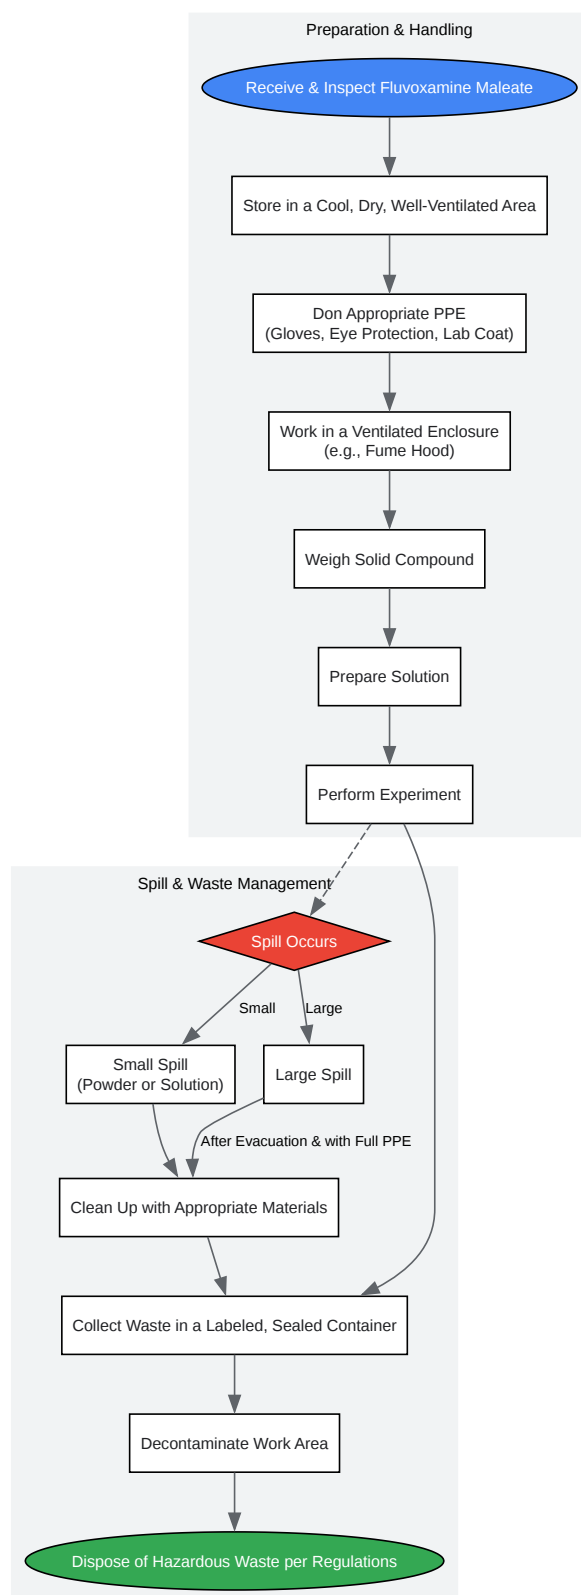 Preparation & Handling
Receive & Inspect Fluvoxamine Maleate
Store in a Cool, Dry, Well-Ventilated Area
Don Appropriate PPE
(Gloves, Eye Protection, Lab Coat)
Work in a Ventilated Enclosure
(e.g., Fume Hood)
Weigh Solid Compound
Prepare Solution
Perform Experiment
Spill & Waste Management
Spill Occurs
Small
Large
Small Spill
(Powder or Solution)
Large Spill
After Evacuation & with Full PPE
Clean Up with Appropriate Materials
Collect Waste in a Labeled, Sealed Container
Decontaminate Work Area
Dispose of Hazardous Waste per Regulations